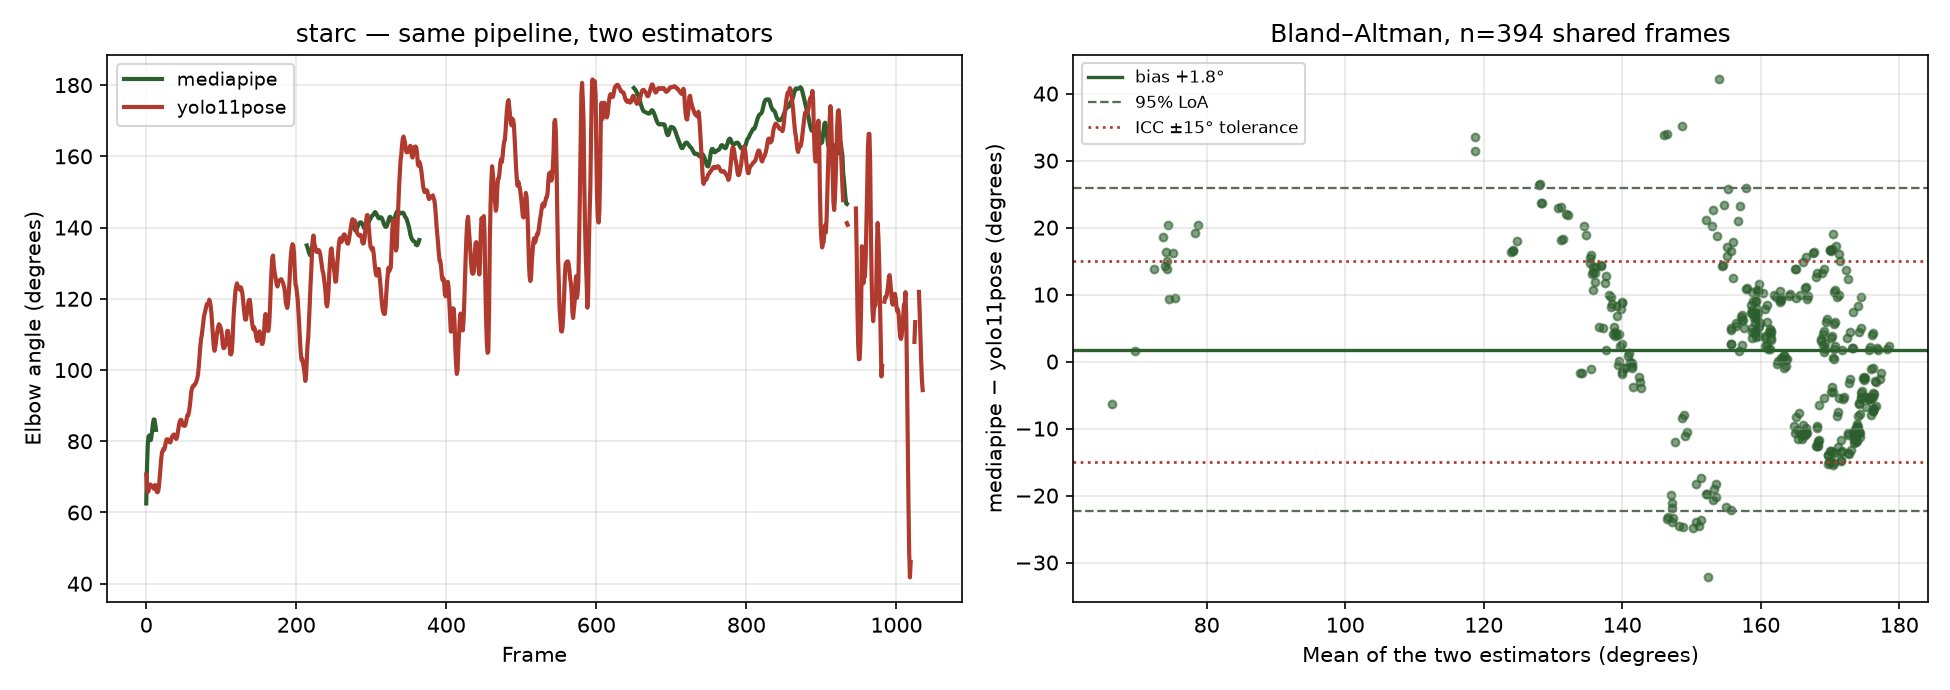 starc — same pipeline, two estimators
mediapipe
yolo11pose
Elbow angle (degrees)
180
160
140
120
100
80
60
40
0
200
400
600
800
1000
Frame
Bland–Altman, n=394 shared frames
bias +1.8°
95% LoA
ICC ±15° tolerance
mediapipe − yolo11pose (degrees)
40
30
20
10
0
−10
−20
−30
80
100
120
140
160
180
Mean of the two estimators (degrees)